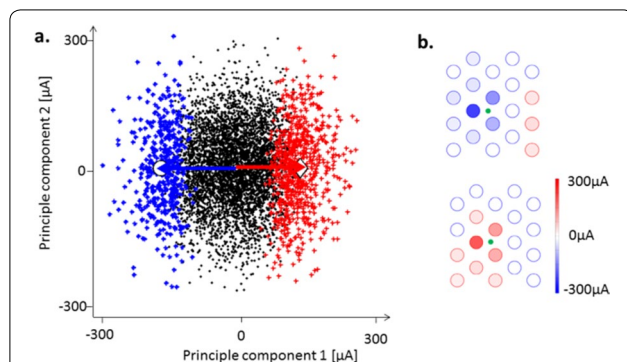 a.
b.
300
Principle component 2 [µA]
0
-300
-300
0
300
Principle component 1 [µA]
300µA
0µA
-300µA